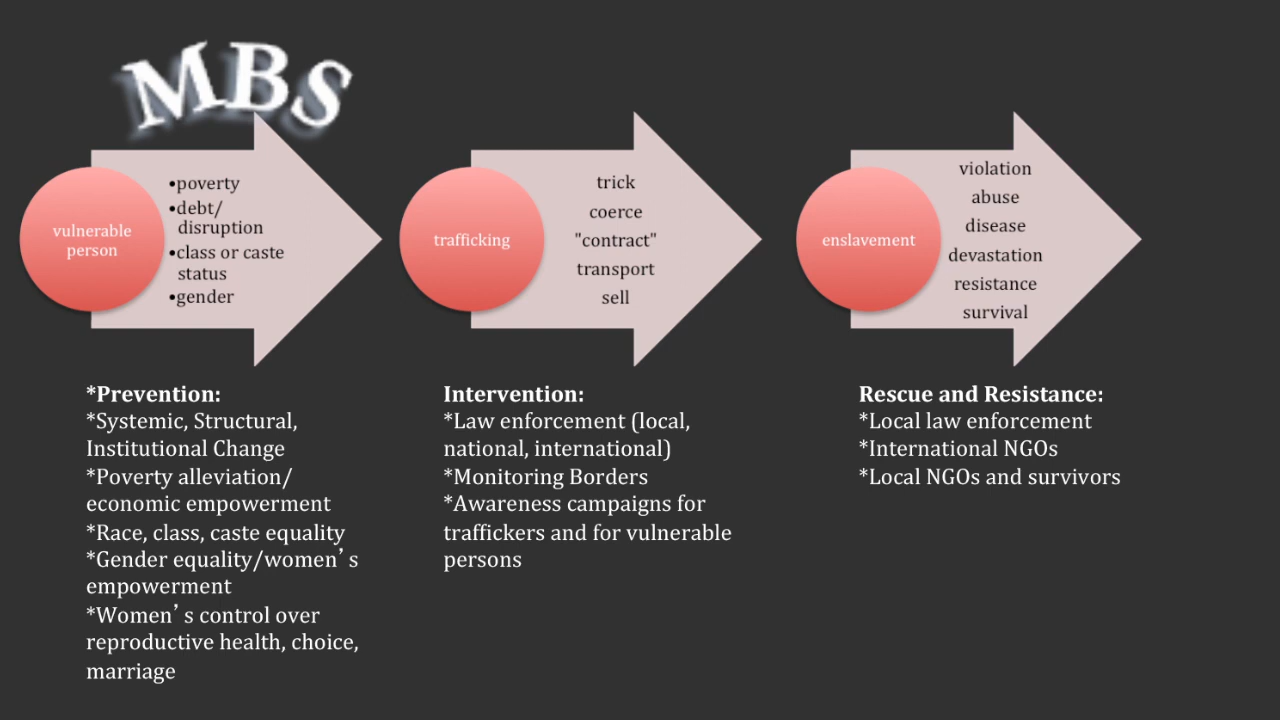 MBS
vulnerable
person
•poverty
•debt/
disruption
•class or caste
status
•gender
trafficking
trick
coerce
"contract"
transport
sell
enslavement
violation
abuse
disease
devastation
resistance
survival
*Prevention:
*Systemic, Structural,
Institutional Change
*Poverty alleviation/
economic empowerment
*Race, class, caste equality
*Gender equality/women’s
empowerment
*Women’s control over
reproductive health, choice,
marriage
Intervention:
*Law enforcement (local,
national, international)
*Monitoring Borders
*Awareness campaigns for
traffickers and for vulnerable
persons
Rescue and Resistance:
*Local law enforcement
*International NGOs
*Local NGOs and survivors